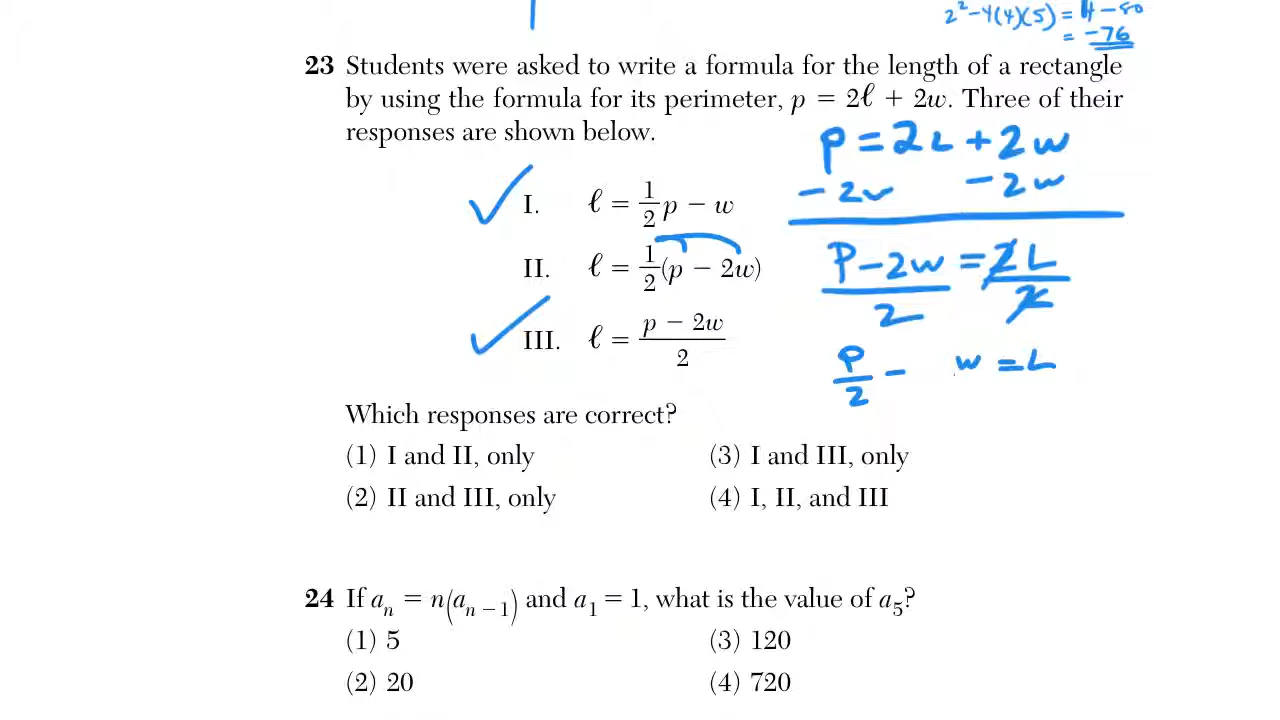 2² - 4(4)(5) = 4 - 80
= -76
23 Students were asked to write a formula for the length of a rectangle
by using the formula for its perimeter, p = 2ℓ + 2w. Three of their
responses are shown below.
p = 2L + 2w
- 2w - 2w
I. ℓ = 1/2 p - w
II. ℓ = 1/2 (p - 2w)
P - 2w = 2L
2 2
III. ℓ = (p - 2w)/2
P/2 - w = L
Which responses are correct?
(1) I and II, only (3) I and III, only
(2) II and III, only (4) I, II, and III
24 If aₙ = n(aₙ₋₁) and a₁ = 1, what is the value of a₅?
(1) 5 (3) 120
(2) 20 (4) 720